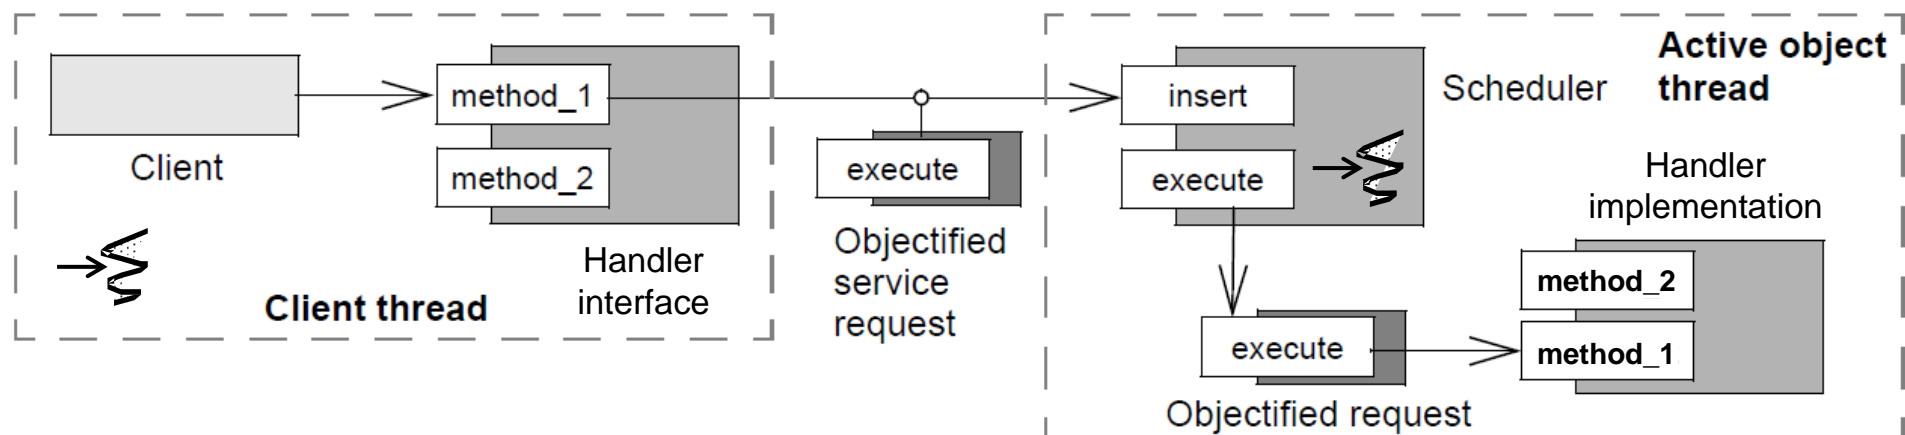 Client
Client thread
method_1
method_2
Handler
interface
execute
Objectified
service
request
insert
execute
Scheduler
Active object
thread
Handler
implementation
method_2
method_1
execute
Objectified request